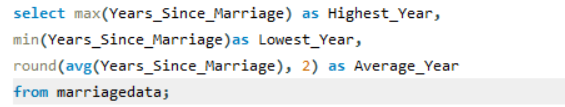 select max(Years_Since_Marriage) as Highest_Year,
min(Years_Since_Marriage)as Lowest_Year,
round(avg(Years_Since_Marriage), 2) as Average_Year
from marriagedata;